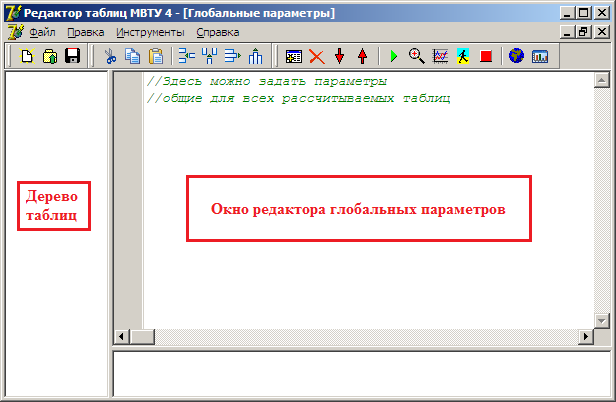 Редактор таблиц МВТУ 4 - [Глобальные параметры]
Файл Правка Инструменты Справка
//Здесь можно задать параметры
//общие для всех рассчитываемых таблиц
Дерево
таблиц
Окно редактора глобальных параметров